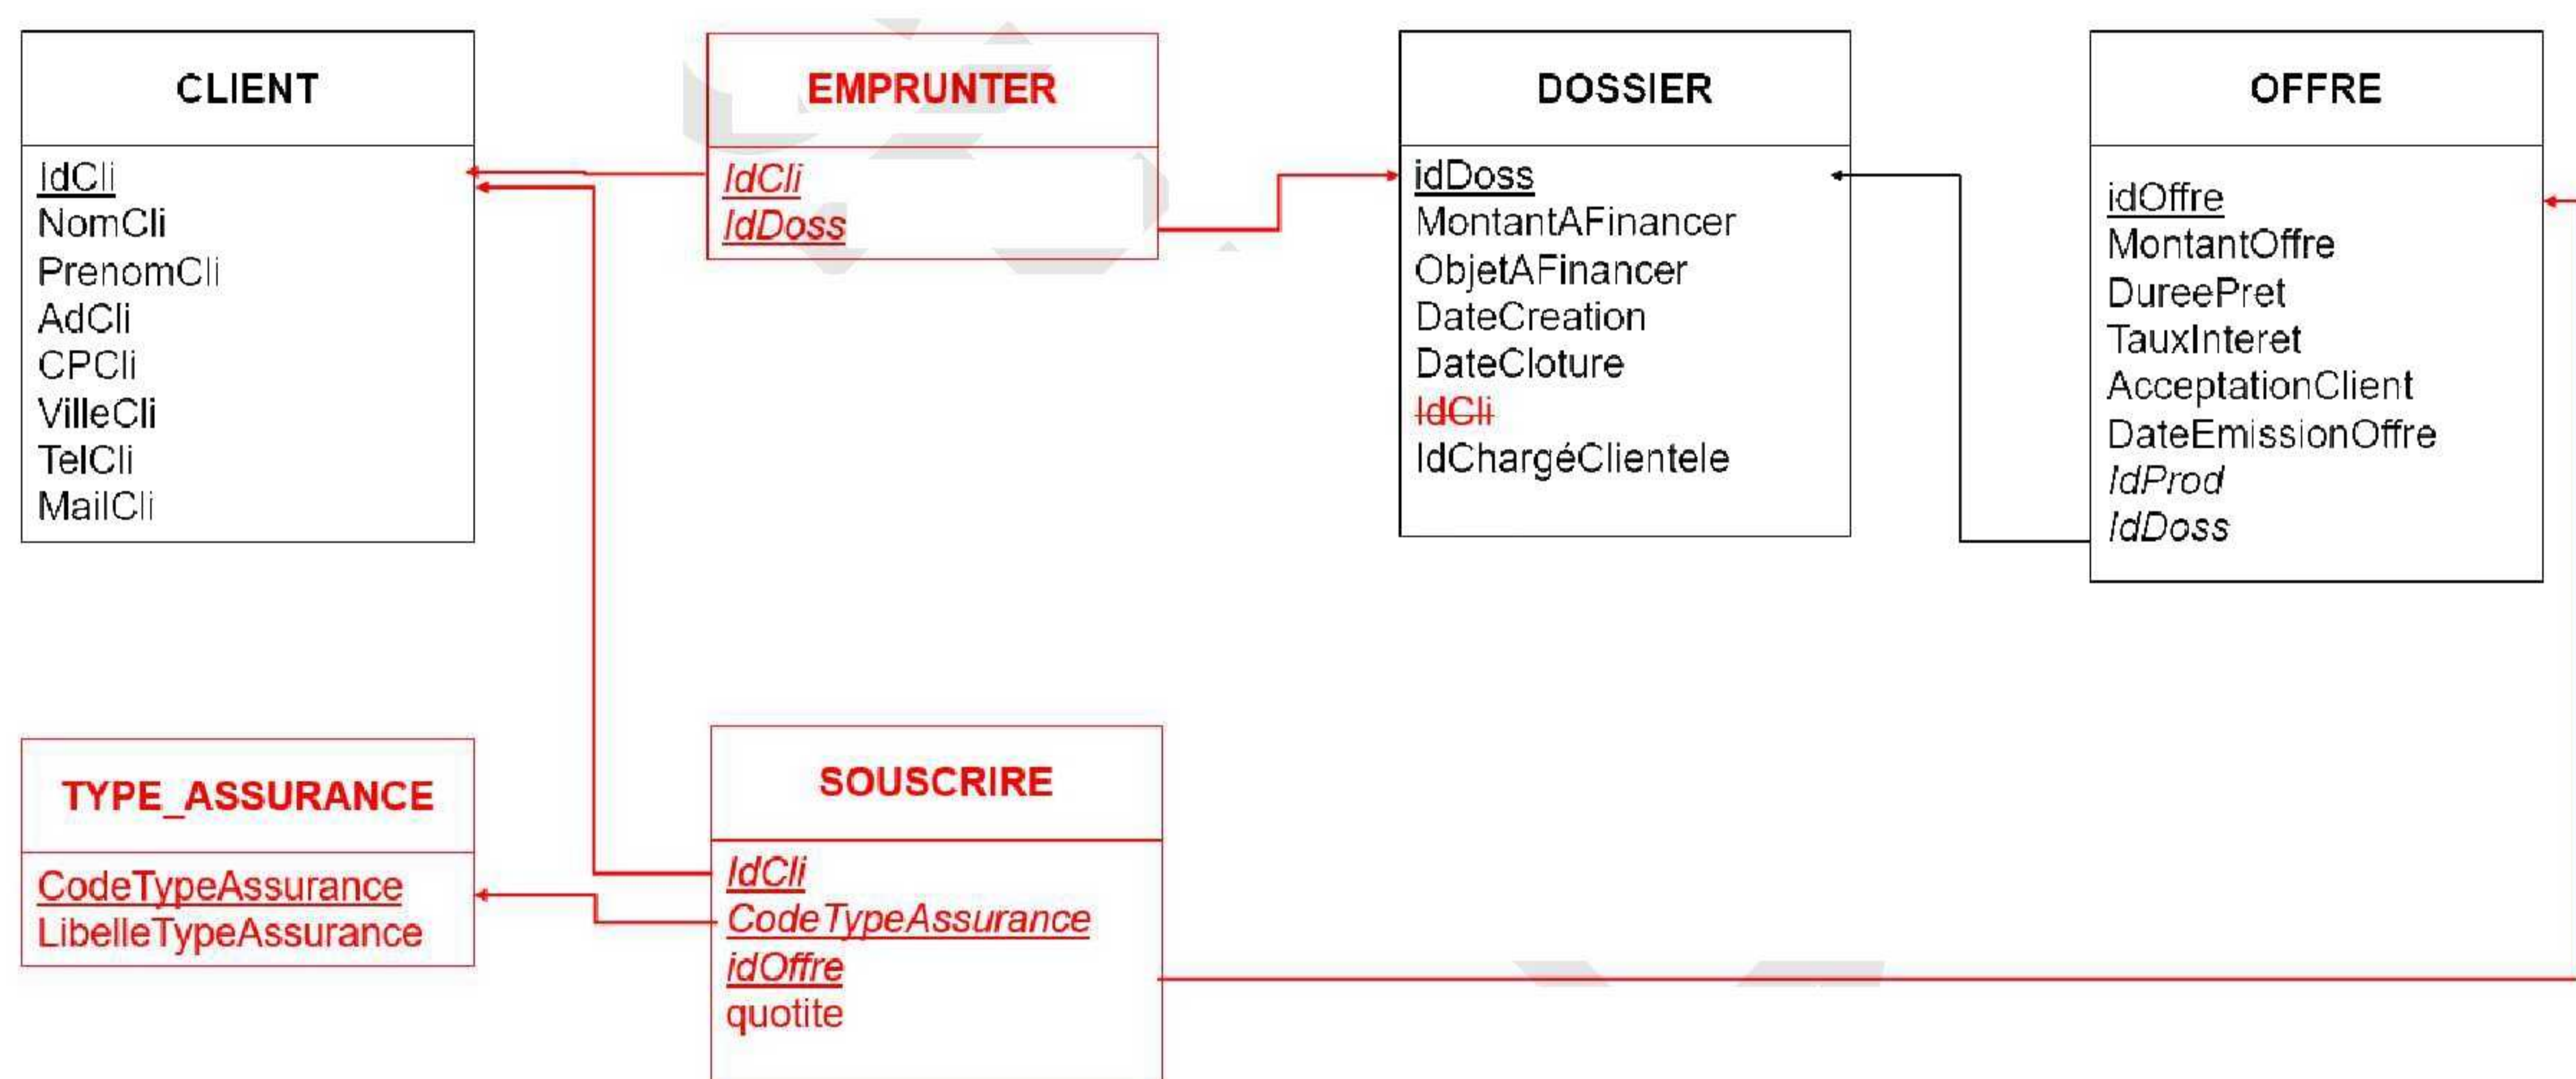 CLIENT
IdCli
NomCli
PrenomCli
AdCli
CPCli
VilleCli
TelCli
MailCli
EMPRUNTER
IdCli
IdDoss
DOSSIER
idDoss
MontantAFinancer
ObjetAFinancer
DateCreation
DateCloture
IdCli
IdChargéClientele
OFFRE
idOffre
MontantOffre
DureePret
TauxInteret
AcceptationClient
DateEmissionOffre
IdProd
IdDoss
TYPE_ASSURANCE
CodeTypeAssurance
LibelleTypeAssurance
SOUSCRIRE
IdCli
CodeTypeAssurance
idOffre
quotite